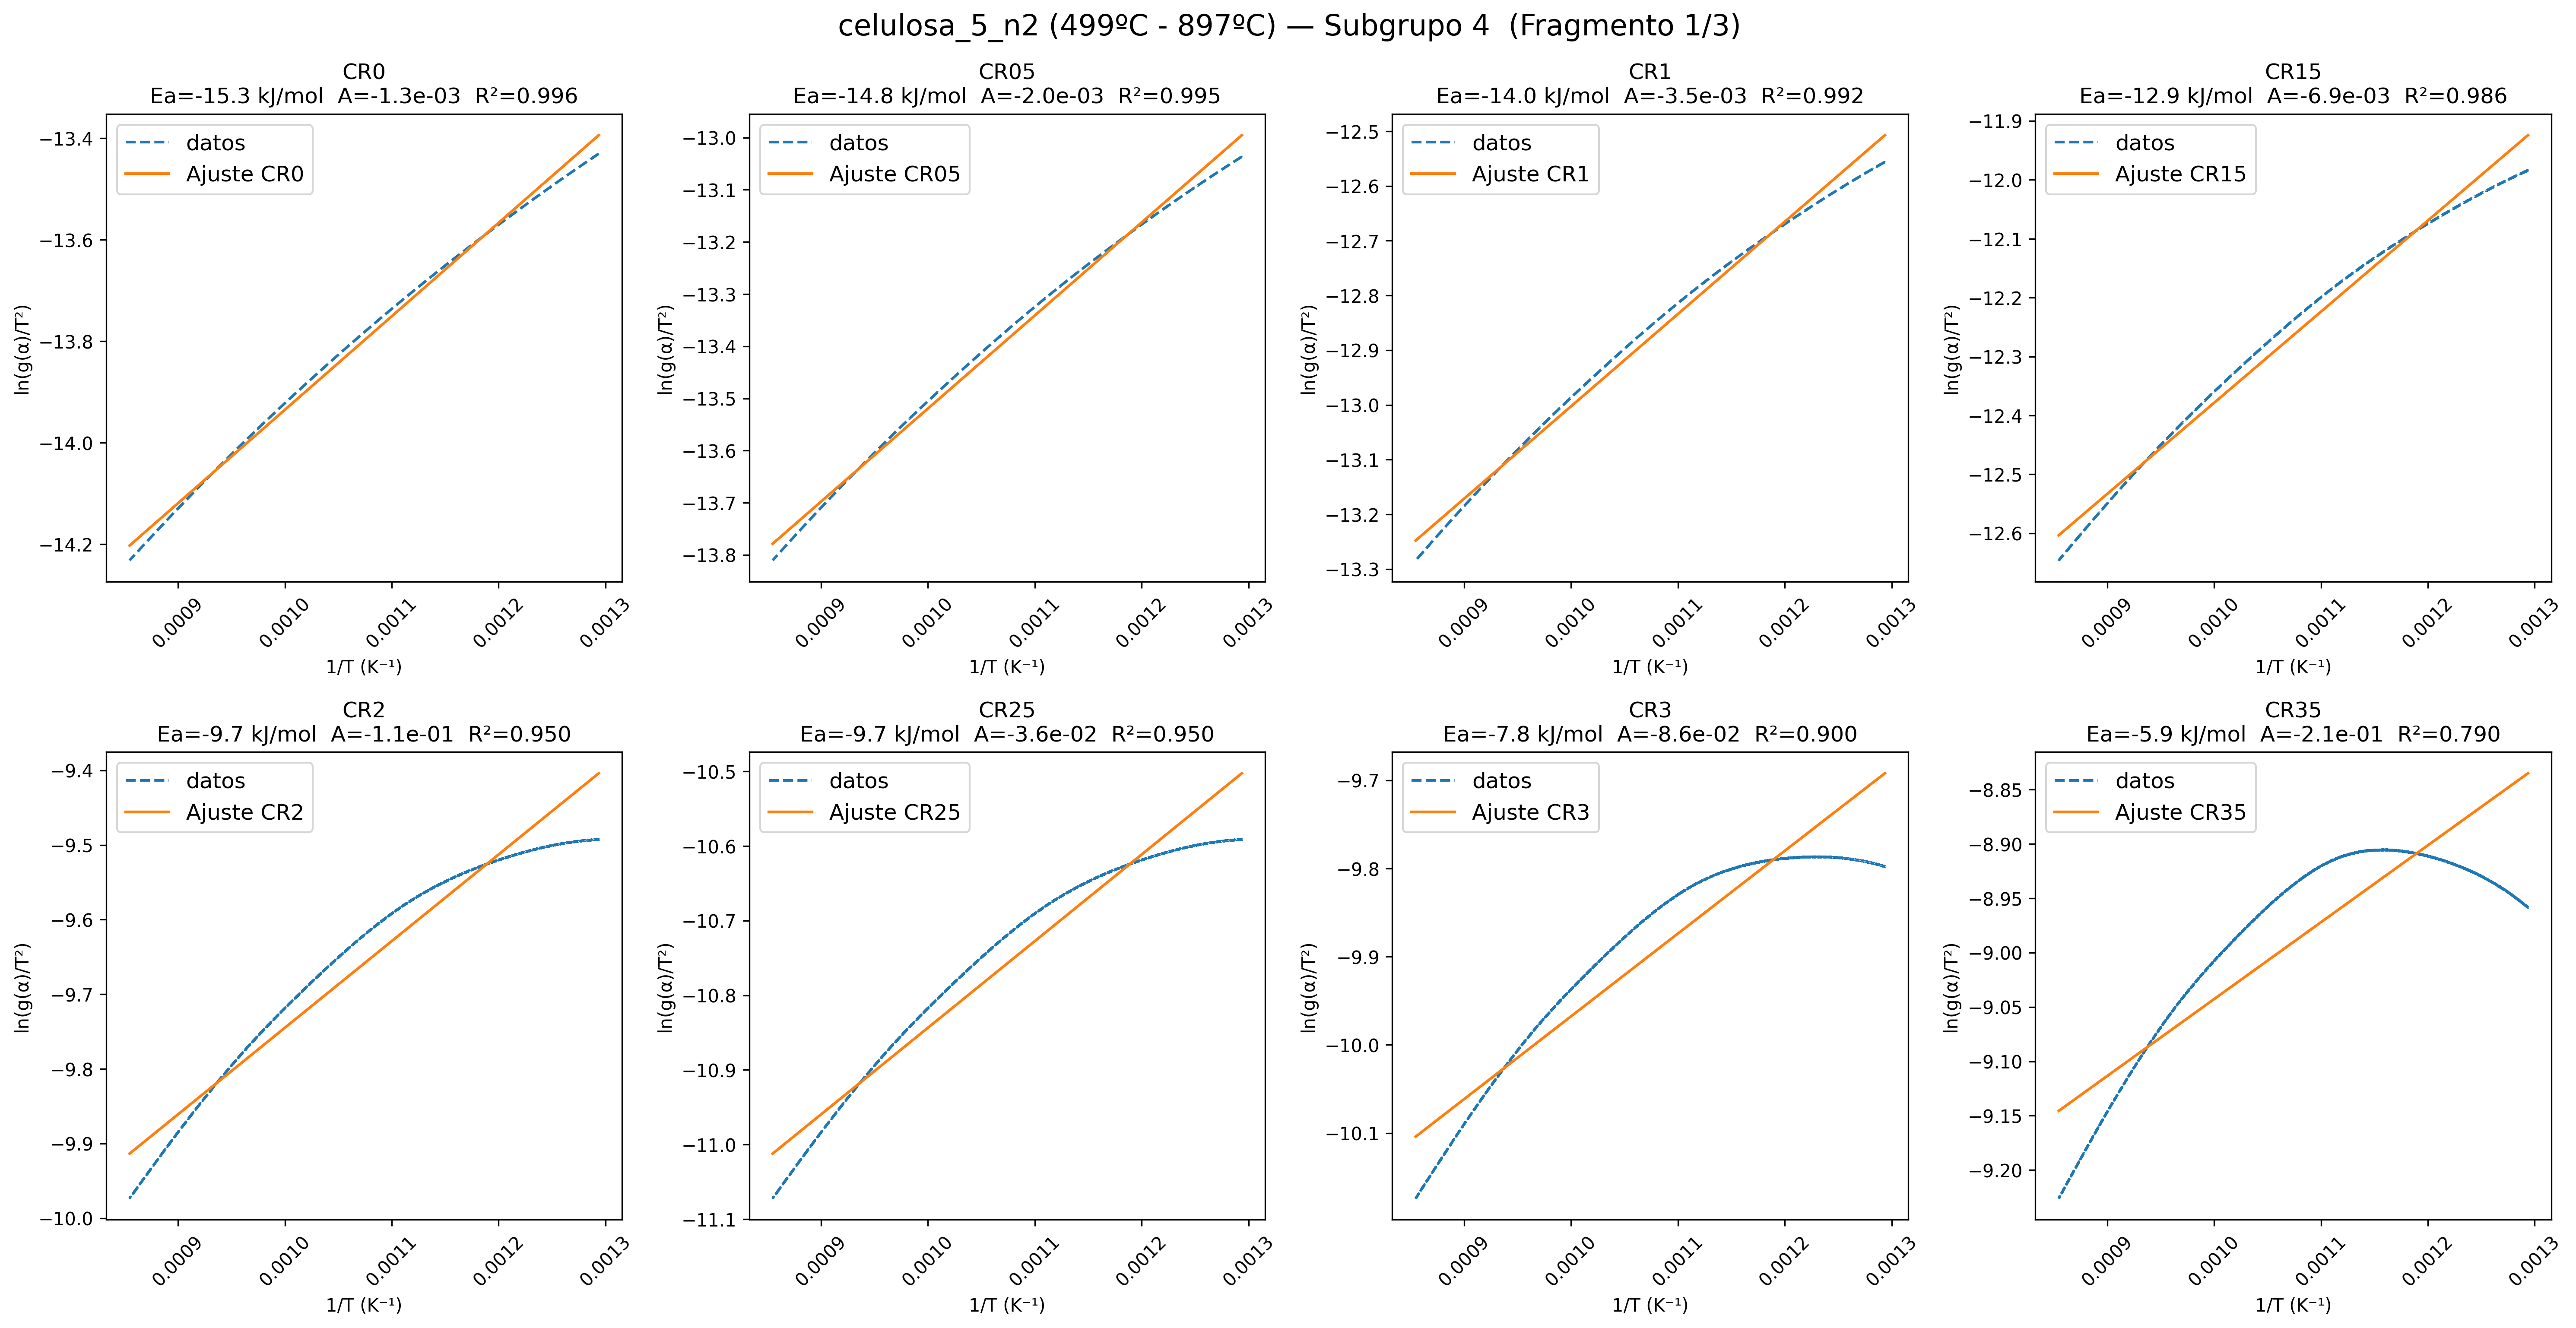 celulosa_5_n2 (499ºC - 897ºC) — Subgrupo 4  (Fragmento 1/3)
CR0
Ea=-15.3 kJ/mol  A=-1.3e-03  R²=0.996
datos
Ajuste CR0
−13.4
−13.6
−13.8
−14.0
−14.2
ln(g(α)/T²)
0.0009
0.0010
0.0011
0.0012
0.0013
1/T (K⁻¹)
CR05
Ea=-14.8 kJ/mol  A=-2.0e-03  R²=0.995
datos
Ajuste CR05
−13.0
−13.1
−13.2
−13.3
−13.4
−13.5
−13.6
−13.7
−13.8
ln(g(α)/T²)
0.0009
0.0010
0.0011
0.0012
0.0013
1/T (K⁻¹)
CR1
Ea=-14.0 kJ/mol  A=-3.5e-03  R²=0.992
datos
Ajuste CR1
−12.5
−12.6
−12.7
−12.8
−12.9
−13.0
−13.1
−13.2
−13.3
ln(g(α)/T²)
0.0009
0.0010
0.0011
0.0012
0.0013
1/T (K⁻¹)
CR15
Ea=-12.9 kJ/mol  A=-6.9e-03  R²=0.986
datos
Ajuste CR15
−11.9
−12.0
−12.1
−12.2
−12.3
−12.4
−12.5
−12.6
ln(g(α)/T²)
0.0009
0.0010
0.0011
0.0012
0.0013
1/T (K⁻¹)
CR2
Ea=-9.7 kJ/mol  A=-1.1e-01  R²=0.950
datos
Ajuste CR2
−9.4
−9.5
−9.6
−9.7
−9.8
−9.9
−10.0
ln(g(α)/T²)
0.0009
0.0010
0.0011
0.0012
0.0013
1/T (K⁻¹)
CR25
Ea=-9.7 kJ/mol  A=-3.6e-02  R²=0.950
datos
Ajuste CR25
−10.5
−10.6
−10.7
−10.8
−10.9
−11.0
−11.1
ln(g(α)/T²)
0.0009
0.0010
0.0011
0.0012
0.0013
1/T (K⁻¹)
CR3
Ea=-7.8 kJ/mol  A=-8.6e-02  R²=0.900
datos
Ajuste CR3
−9.7
−9.8
−9.9
−10.0
−10.1
ln(g(α)/T²)
0.0009
0.0010
0.0011
0.0012
0.0013
1/T (K⁻¹)
CR35
Ea=-5.9 kJ/mol  A=-2.1e-01  R²=0.790
datos
Ajuste CR35
−8.85
−8.90
−8.95
−9.00
−9.05
−9.10
−9.15
−9.20
ln(g(α)/T²)
0.0009
0.0010
0.0011
0.0012
0.0013
1/T (K⁻¹)